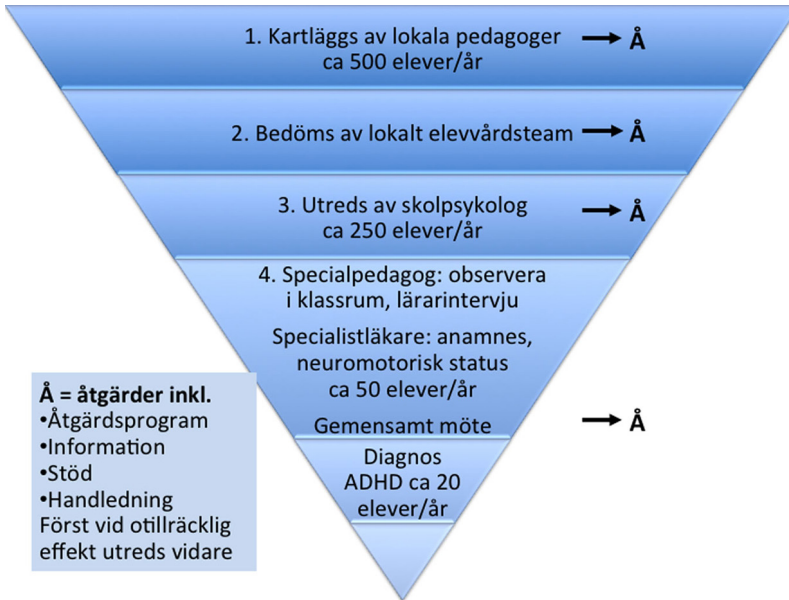 1. Kartläggs av lokala pedagoger → Å
ca 500 elever/år
2. Bedöms av lokalt elevvårdsteam → Å
3. Utreds av skolpsykolog → Å
ca 250 elever/år
4. Specialpedagog: observera
i klassrum, lärarintervju
Specialistläkare: anamnes,
neuromotorisk status
ca 50 elever/år
Gemensamt möte → Å
Diagnos
ADHD ca 20
elever/år
Å = åtgärder inkl.
•Åtgärdsprogram
•Information
•Stöd
•Handledning
Först vid otillräcklig
effekt utreds vidare